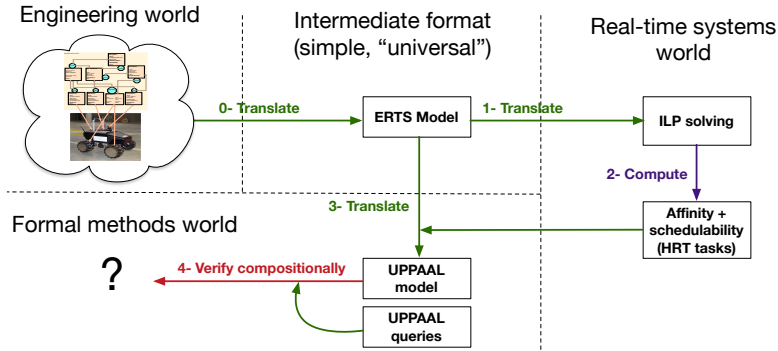 Engineering world
Intermediate format
(simple, “universal”)
Real-time systems
world
0- Translate
ERTS Model
1- Translate
ILP solving
2- Compute
3- Translate
Affinity +
schedulability
(HRT tasks)
Formal methods world
?
4- Verify compositionally
UPPAAL
model
UPPAAL
queries